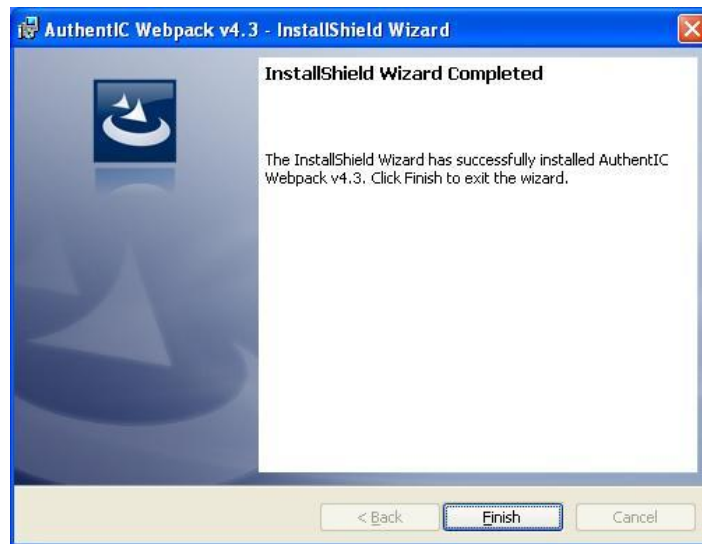 AuthentIC Webpack v4.3 - InstallShield Wizard
InstallShield Wizard Completed
The InstallShield Wizard has successfully installed AuthentIC
Webpack v4.3. Click Finish to exit the wizard.
< Back
Finish
Cancel